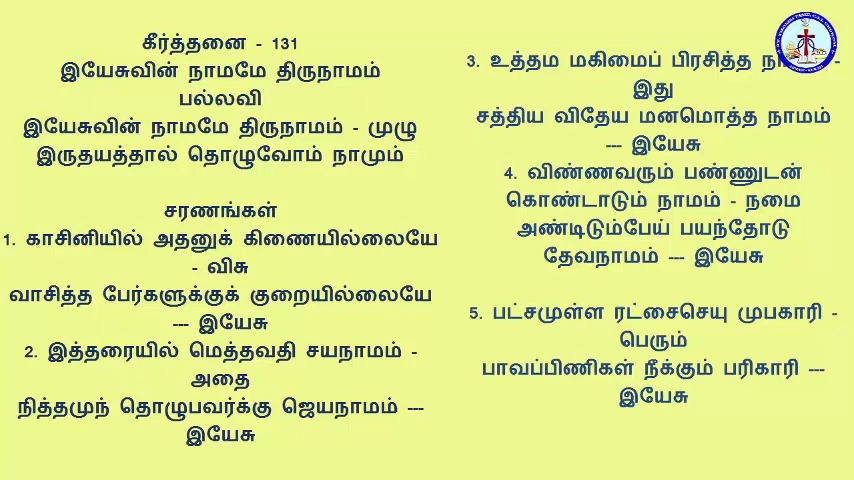 கீர்த்தனை - 131
இயேசுவின் நாமமே திருநாமம்
பல்லவி
இயேசுவின் நாமமே திருநாமம் - முழு
இருதயத்தால் தொழுவோம் நாமும்
சரணங்கள்
1. காசினியில் அதனுக் கிணையில்லையே
- விசு
வாசித்த பேர்களுக்குக் குறையில்லையே
--- இயேசு
2. இத்தரையில் மெத்தவதி சயநாமம் -
அதை
நித்தமுந் தொழுபவர்க்கு ஜெயநாமம் ---
இயேசு
3. உத்தம மகிமைப் பிரசித்த -
இது
சத்திய விதேய மனமொத்த நாமம்
--- இயேசு
4. விண்ணவரும் பண்ணுடன்
கொண்டாடும் நாமம் - நமை
அண்டிடும்பேய் பயந்தோடு
தேவநாமம் --- இயேசு
5. பட்சமுள்ள ரட்சைசெயு முபகாரி -
பெரும்
பாவப்பிணிகள் நீக்கும் பரிகாரி ---
இயேசு